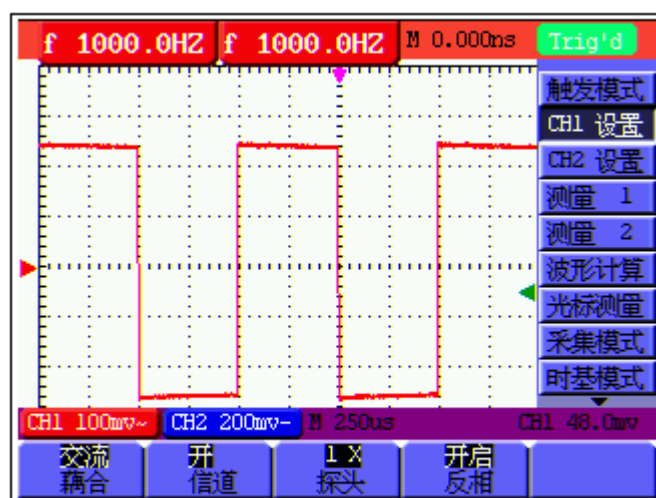 f 1000.0HZ f 1000.0HZ M 0.000ns Trig'd
触发模式
CH1 设置
CH2 设置
测量 1
测量 2
波形计算
光标测量
采集模式
时基模式
CH1 100mv~ CH2 200mv- M 250us CH1 48.0mv
交流 开 1 X 开启
藕合 信道 探头 反相